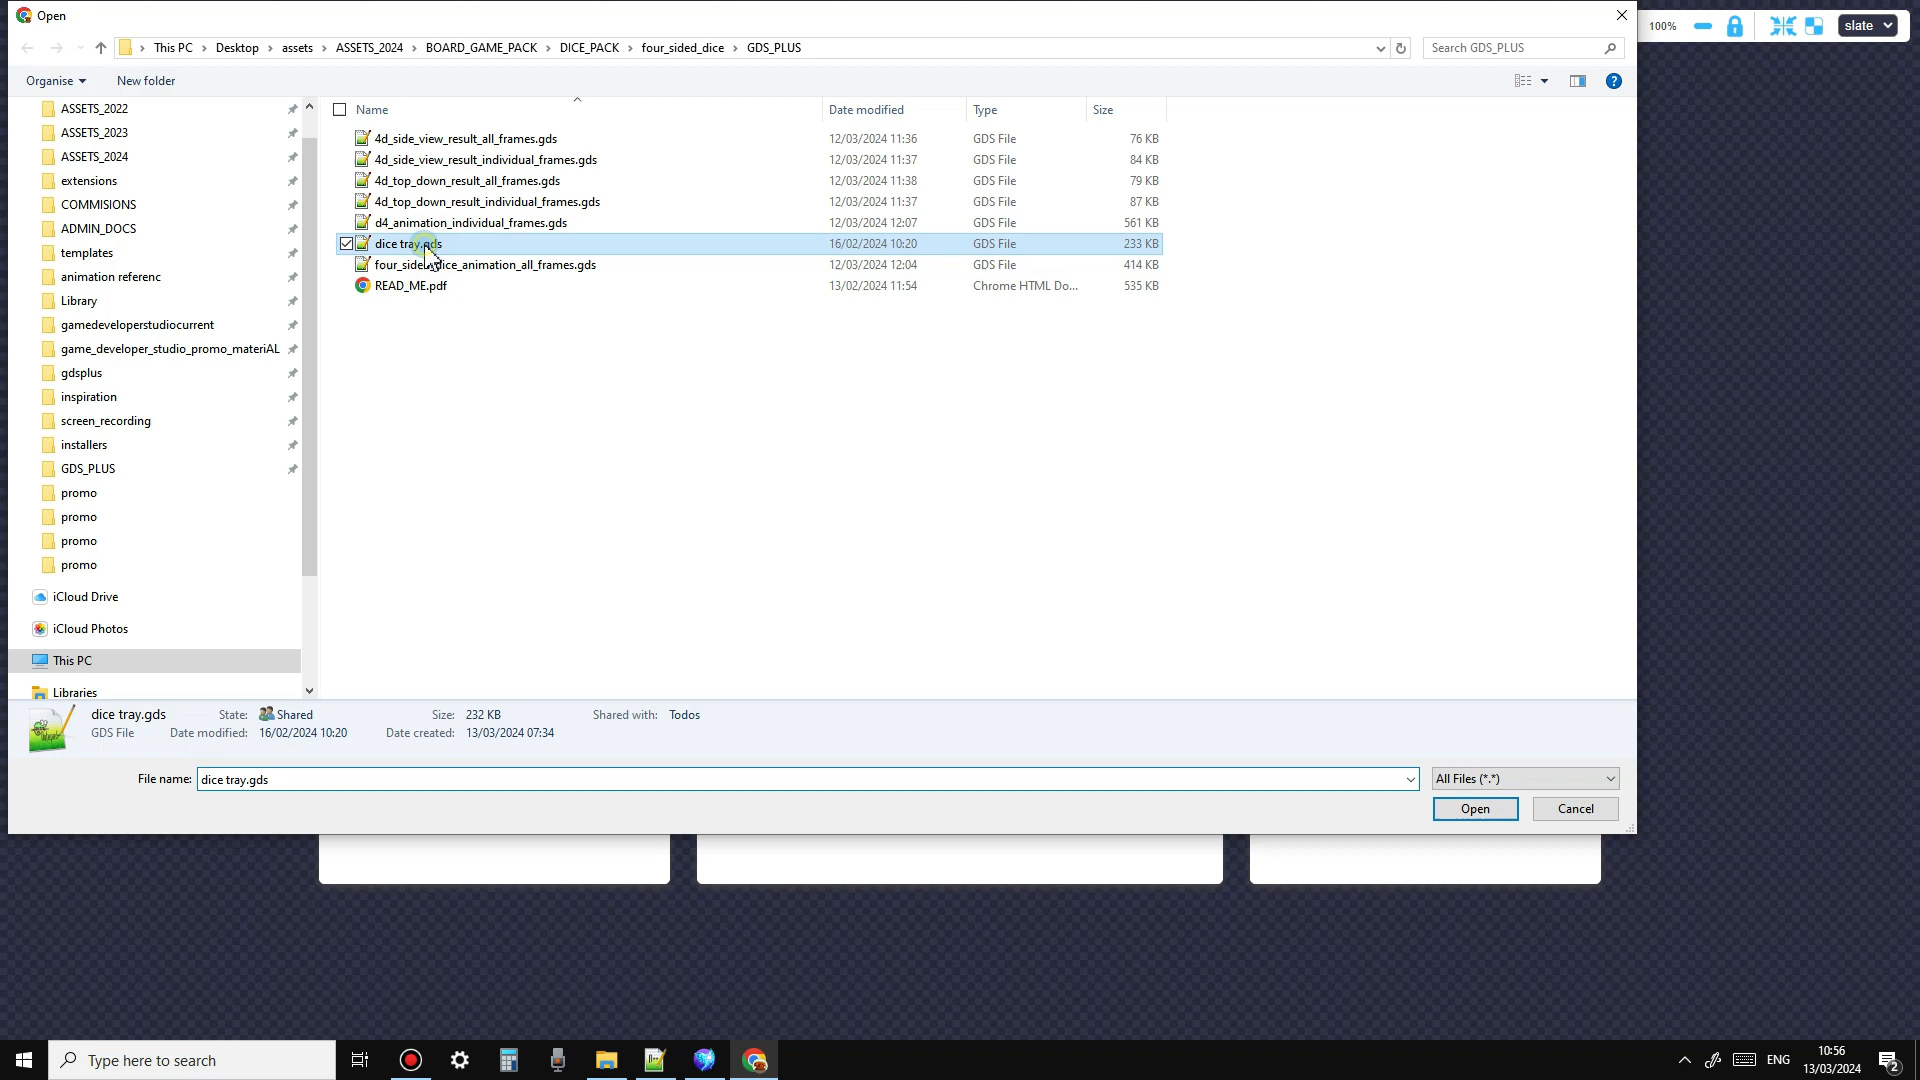 Open
100%
slate
This PC > Desktop > assets > ASSETS_2024 > BOARD_GAME_PACK > DICE_PACK > four_sided_dice > GDS_PLUS
Search GDS_PLUS
Organise
New folder
ASSETS_2022
ASSETS_2023
ASSETS_2024
extensions
COMMISIONS
ADMIN_DOCS
templates
animation referenc
Library
gamedeveloperstudiocurrent
game_developer_studio_promo_materiAL
gdsplus
inspiration
screen_recording
installers
GDS_PLUS
promo
promo
promo
promo
iCloud Drive
iCloud Photos
This PC
Libraries
Name Date modified Type Size
4d_side_view_result_all_frames.gds 12/03/2024 11:36 GDS File 76 KB
4d_side_view_result_individual_frames.gds 12/03/2024 11:37 GDS File 84 KB
4d_top_down_result_all_frames.gds 12/03/2024 11:38 GDS File 79 KB
4d_top_down_result_individual_frames.gds 12/03/2024 11:37 GDS File 87 KB
d4_animation_individual_frames.gds 12/03/2024 12:07 GDS File 561 KB
dice tray.gds 16/02/2024 10:20 GDS File 233 KB
four_sided_dice_animation_all_frames.gds 12/03/2024 12:04 GDS File 414 KB
READ_ME.pdf 13/02/2024 11:54 Chrome HTML Do... 535 KB
dice tray.gds State: Shared Size: 232 KB Shared with: Todos
GDS File Date modified: 16/02/2024 10:20 Date created: 13/03/2024 07:34
File name: dice tray.gds All Files (*.*)
Open Cancel
Type here to search
ENG
10:56
13/03/2024
2